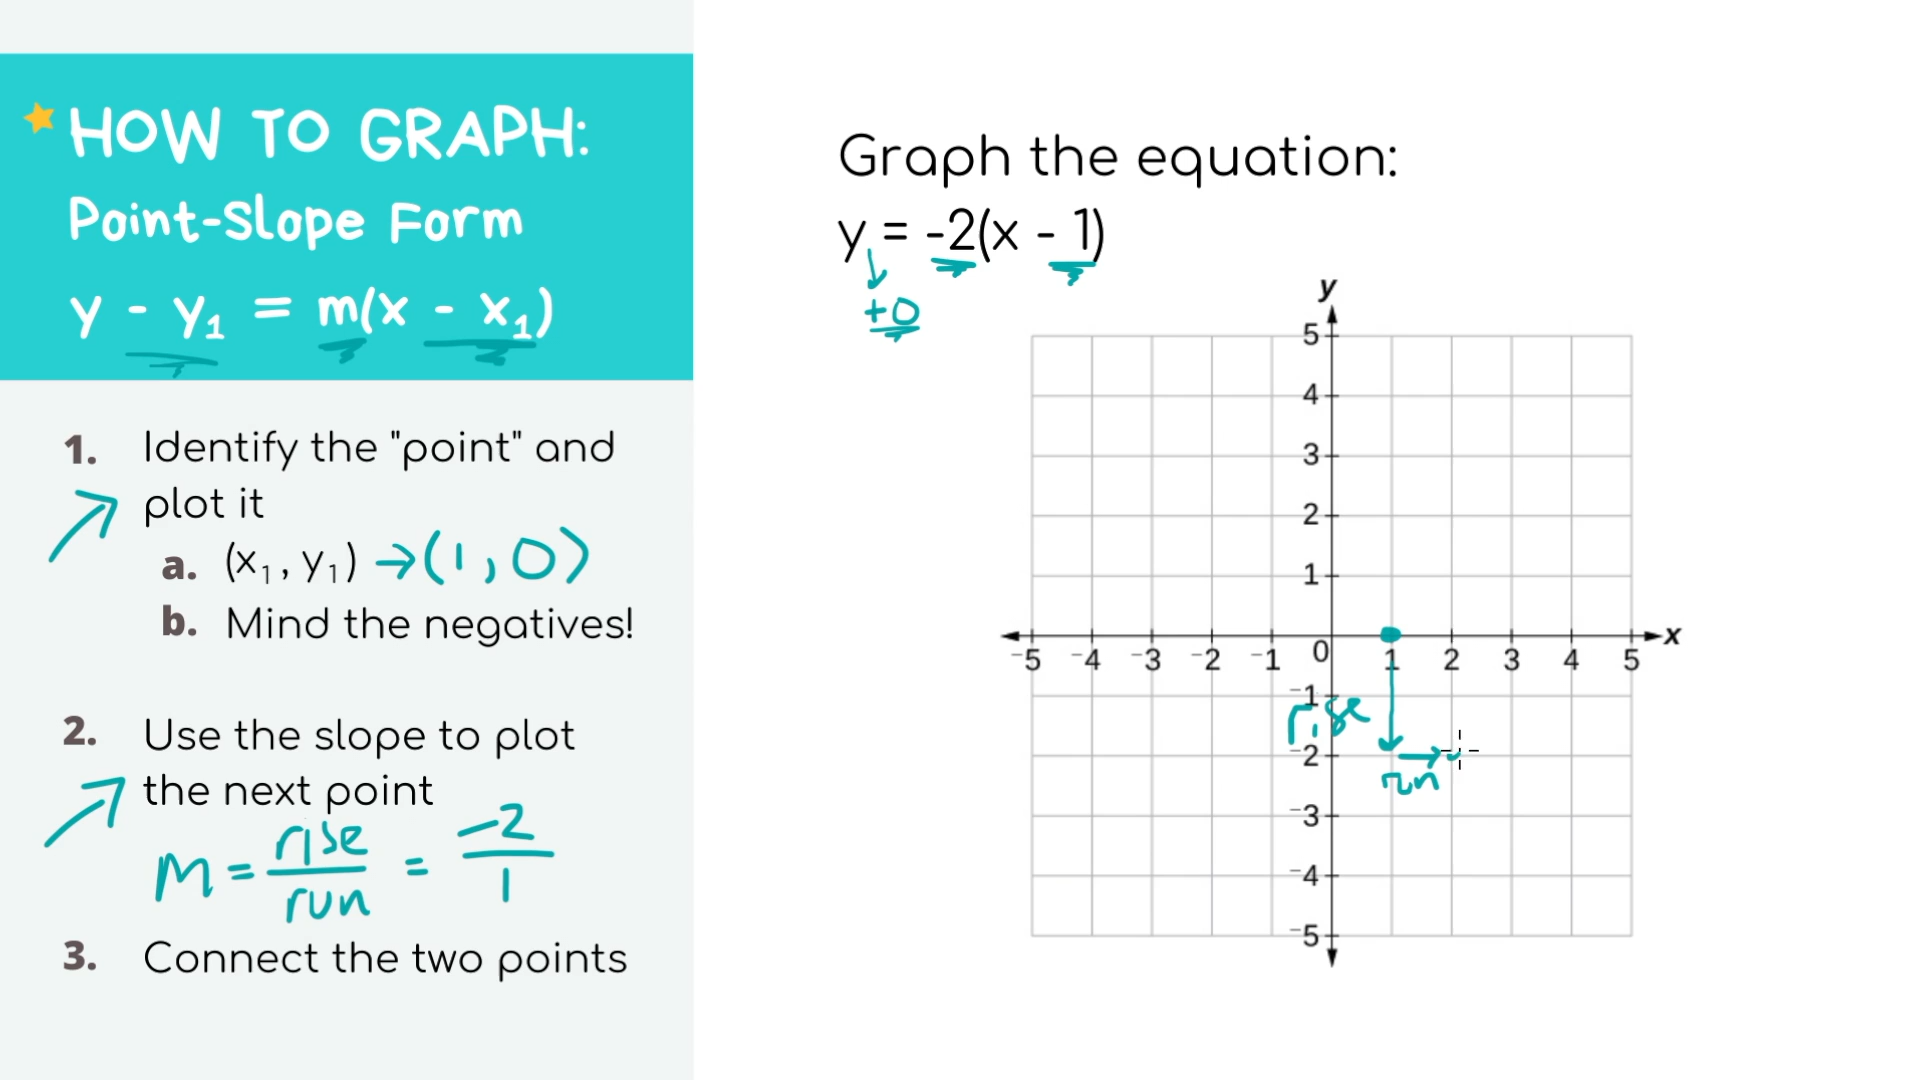 HOW TO GRAPH:
Point-Slope Form
y - y₁ = m(x - x₁)
1. Identify the "point" and
plot it
a. (x₁, y₁) → (1, 0)
b. Mind the negatives!
2. Use the slope to plot
the next point
m = rise/run = -2/1
3. Connect the two points
Graph the equation:
y = -2(x - 1)
+0
y
5
4
3
2
1
x
-5 -4 -3 -2 -1 0 1 2 3 4 5
-1
rise
-2
run
-3
-4
-5